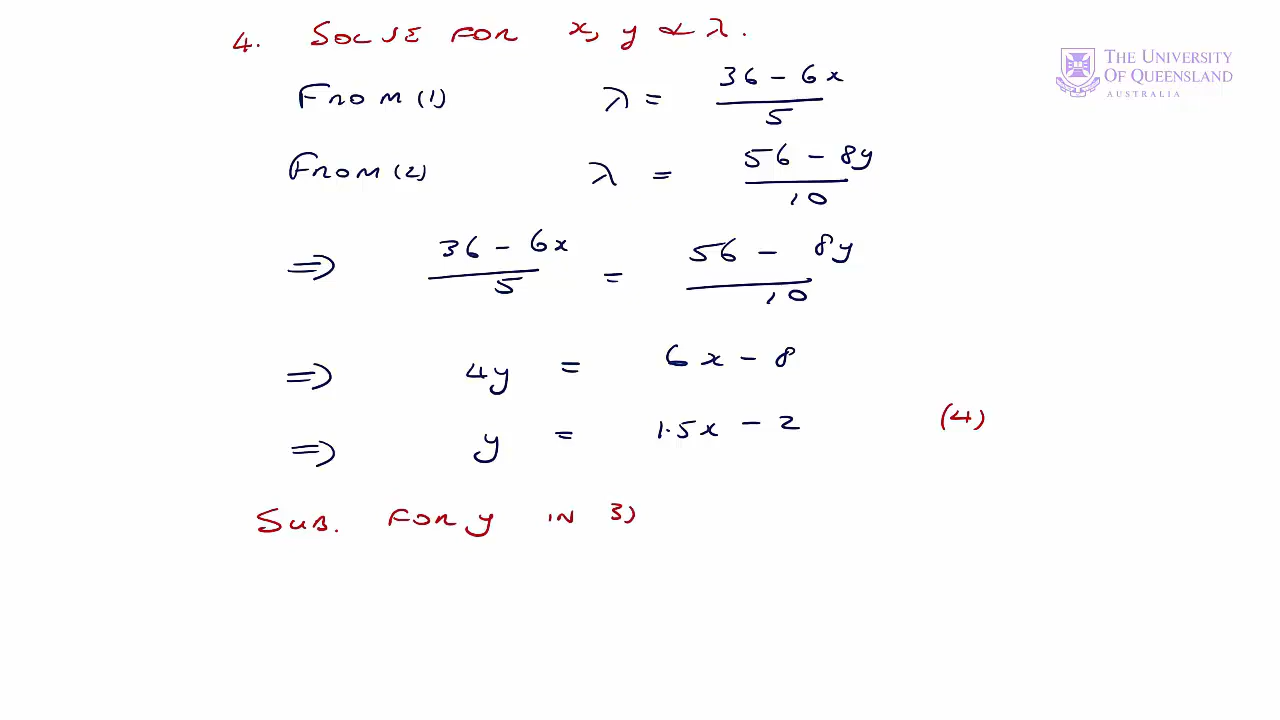 4. SOLVE FOR x, y & λ.
THE UNIVERSITY
OF QUEENSLAND
AUSTRALIA
FROM (1) λ = (36 - 6x)/5
FROM (2) λ = (56 - 8y)/10
⇒ (36 - 6x)/5 = (56 - 8y)/10
⇒ 4y = 6x - 8
⇒ y = 1.5x - 2 (4)
SUB. FOR y IN 3)